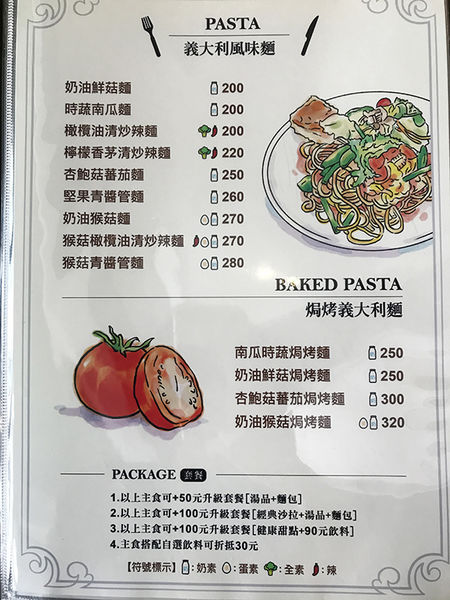 PASTA
義大利風味麵
奶油鮮菇麵 200
時蔬南瓜麵 200
橄欖油清炒辣麵 200
檸檬香茅清炒辣麵 220
杏鮑菇蕃茄麵 250
堅果青醬管麵 260
奶油猴菇麵 270
猴菇橄欖油清炒辣麵 270
猴菇青醬管麵 280
BAKED PASTA
焗烤義大利麵
南瓜時蔬焗烤麵 250
奶油鮮菇焗烤麵 250
杏鮑菇蕃茄焗烤麵 300
奶油猴菇焗烤麵 320
PACKAGE 套餐
1.以上主食可+50元升級套餐[湯品+麵包]
2.以上主食可+100元升級套餐[經典沙拉+湯品+麵包]
3.以上主食可+100元升級套餐[健康甜點+90元飲料]
4.主食搭配自選飲料可折抵30元
【符號標示】:奶素 :蛋素 :全素 :辣